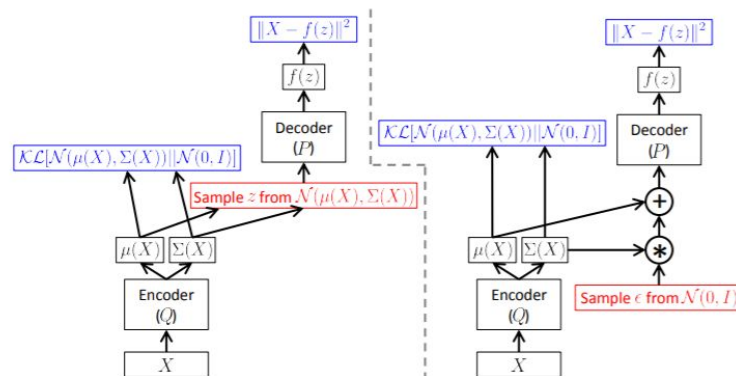 ‖X − f(z)‖²
f(z)
Decoder
(P)
𝒦ℒ[𝒩(μ(X), Σ(X))||𝒩(0, I)]
Sample z from 𝒩(μ(X), Σ(X))
μ(X) Σ(X)
Encoder
(Q)
X
‖X − f(z)‖²
f(z)
Decoder
(P)
𝒦ℒ[𝒩(μ(X), Σ(X))||𝒩(0, I)]
+
μ(X) Σ(X)
*
Sample ϵ from 𝒩(0, I)
Encoder
(Q)
X